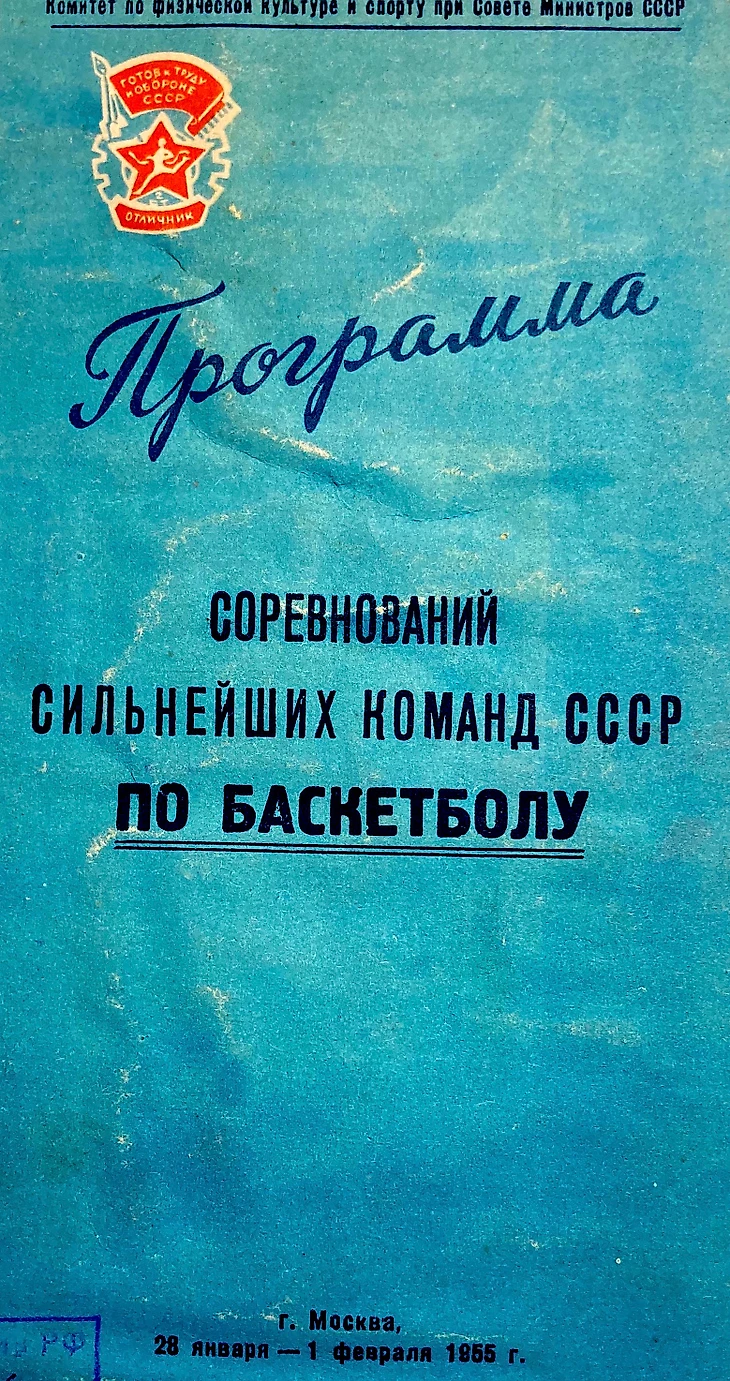 Комитет по физической культуре и спорту при Совете Министров СССР
ГОТОВ К ТРУДУ
И ОБОРОНЕ
СССР
ОТЛИЧНИК
Программа
СОРЕВНОВАНИЙ
СИЛЬНЕЙШИХ КОМАНД СССР
ПО БАСКЕТБОЛУ
г. Москва,
28 января — 1 февраля 1955 г.
РФ